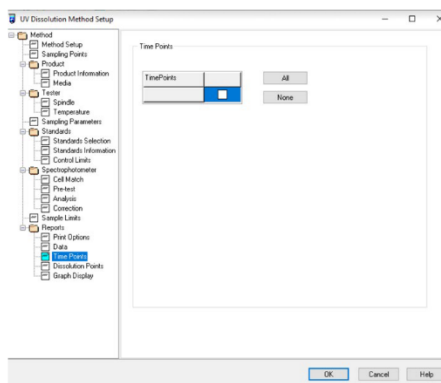 UV Dissolution Method Setup
Method
Method Setup
Sampling Points
Product
Product Information
Media
Tester
Spindle
Temperature
Sampling Parameters
Standards
Standards Selection
Standards Information
Control Limits
Spectrophotometer
Cell Match
Pre-test
Analysis
Correction
Sample Limits
Reports
Print Options
Data
Time Points
Dissolution Points
Graph Display
Time Points
TimePoints
All
None
OK
Cancel
Help